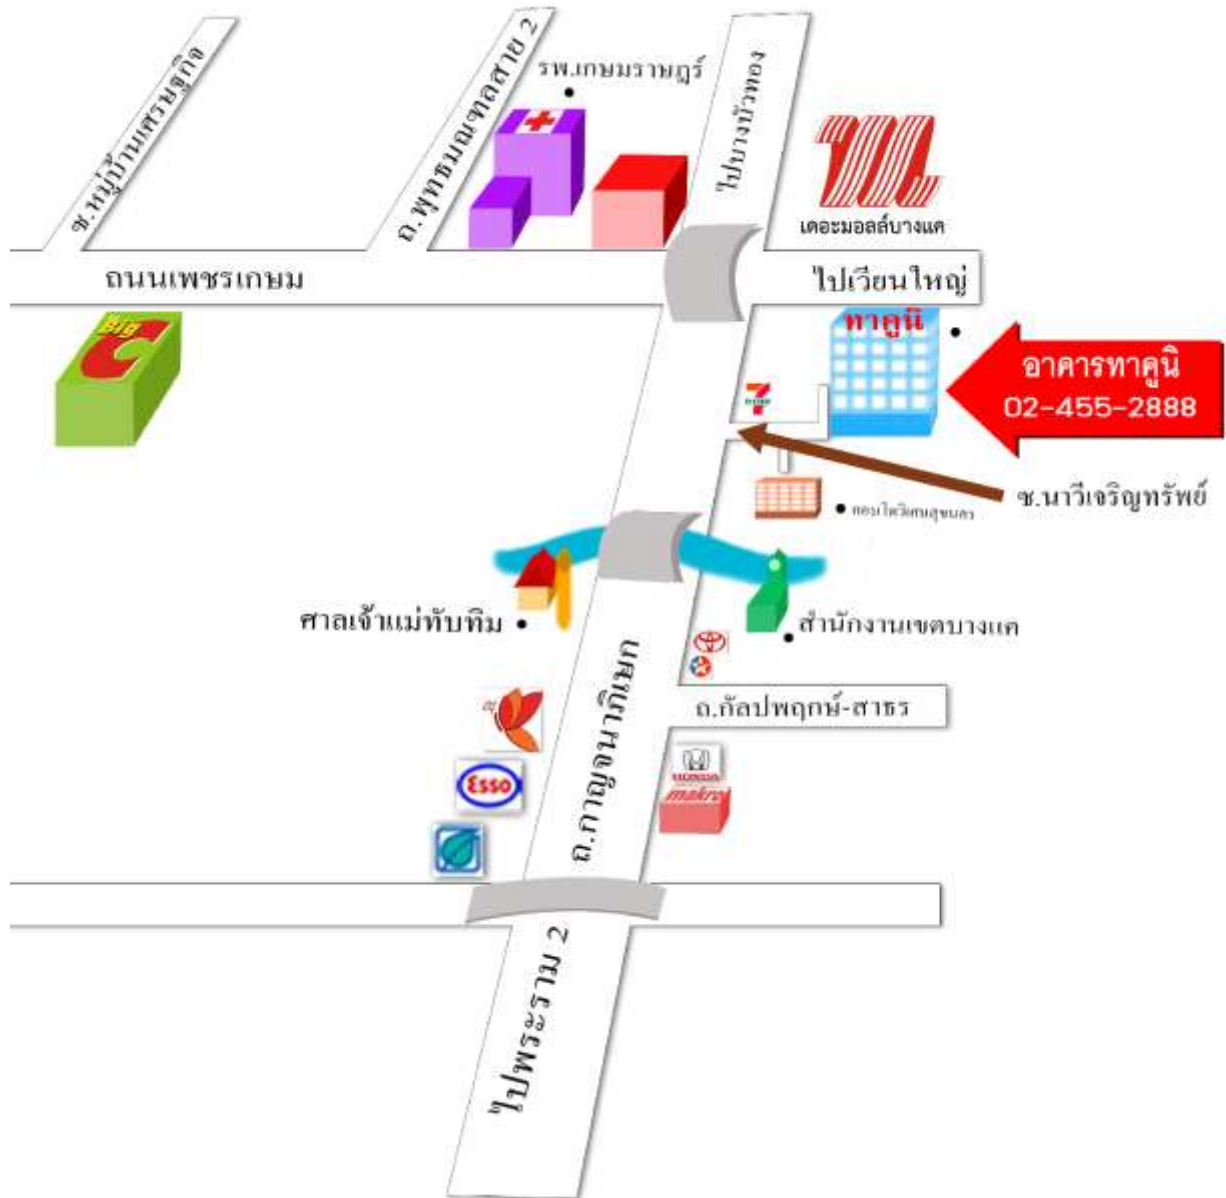 ซ.หมู่บ้านเศรษฐกิจ
ถ.พุทธมณฑลสาย 2
รพ.เกษมราษฎร์
ไปบางบัวทอง
เดอะมอลล์บางแค
ถนนเพชรเกษม
ไปเวียนใหญ่
Big C
ทาคูนิ
อาคารทาคูนิ
02-455-2888
7
ซ.นาวีเจริญทรัพย์
ศาลเจ้าแม่ทับทิม
สำนักงานเขตบางแค
ถ.กัลปพฤกษ์-สาธร
ถ.กาญจนาภิเษก
Esso
HONDA
makro
ไปพระราม 2